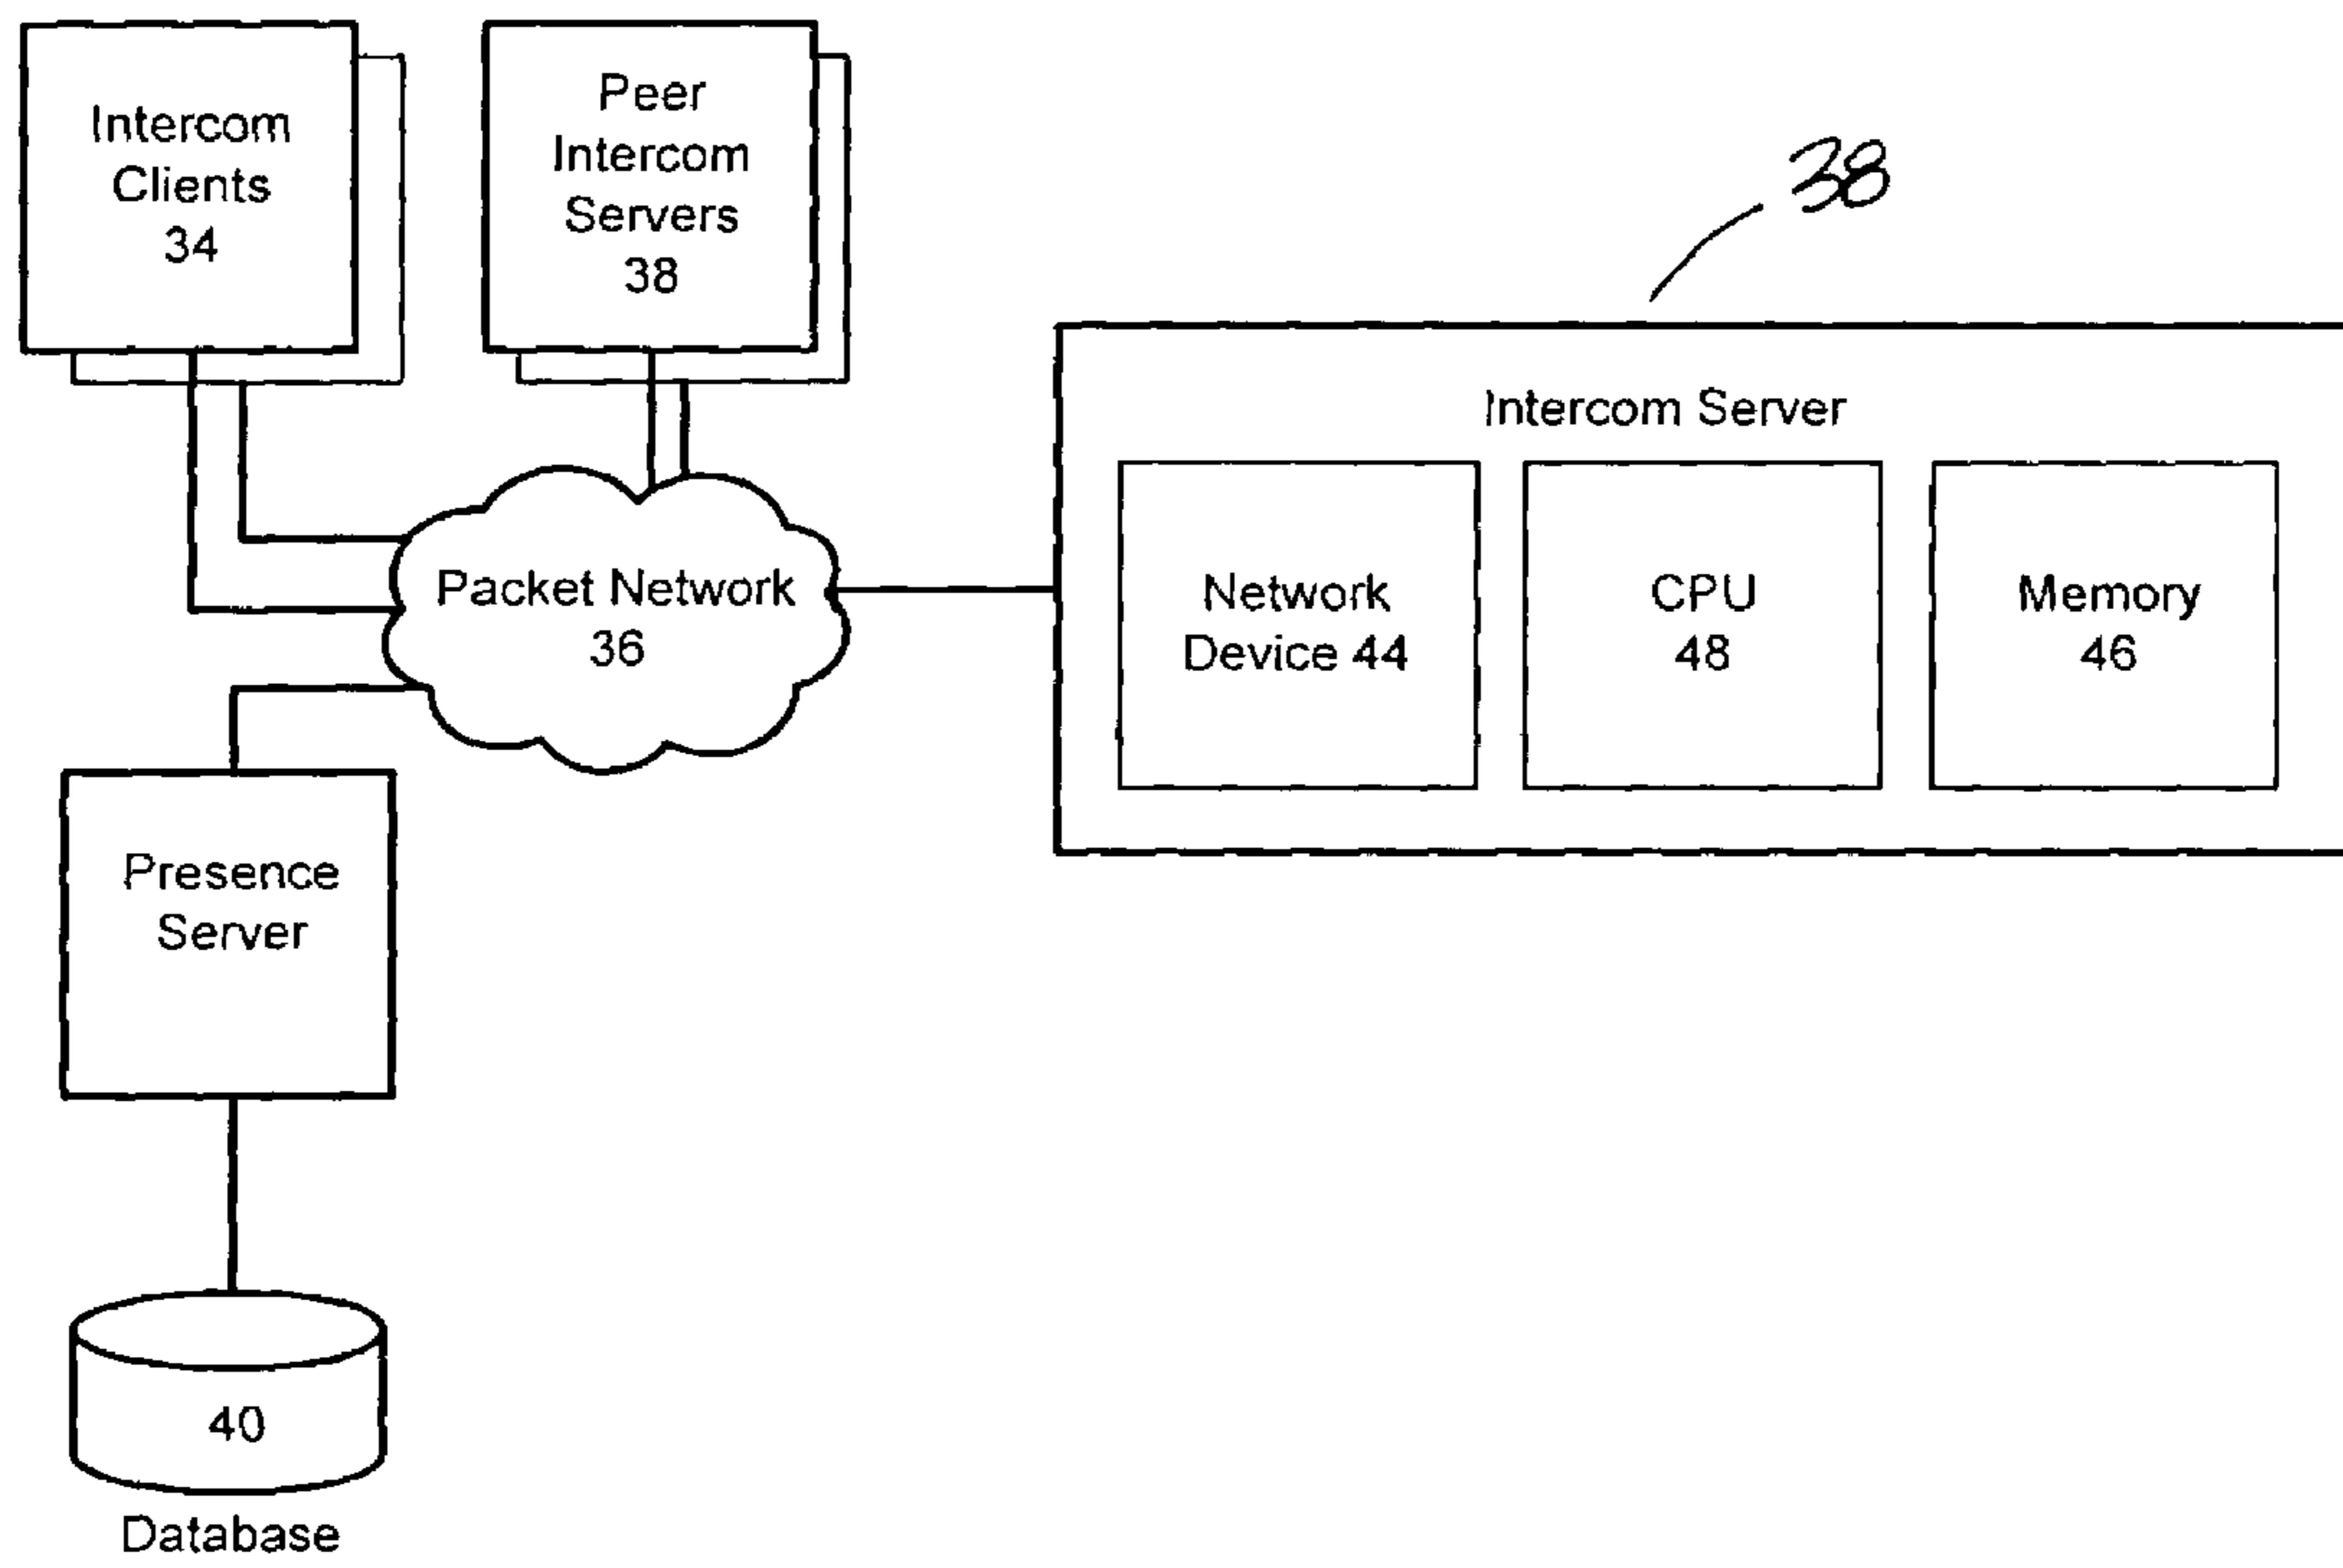 Intercom
Clients
34
Peer
Intercom
Servers
38
38
Intercom Server
Network
Device 44
CPU
48
Memory
46
Packet Network
36
Presence
Server
40
Database